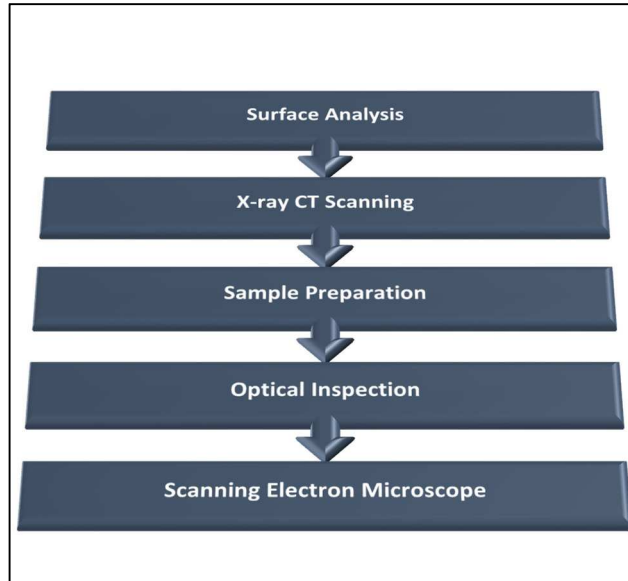 Surface Analysis
X-ray CT Scanning
Sample Preparation
Optical Inspection
Scanning Electron Microscope